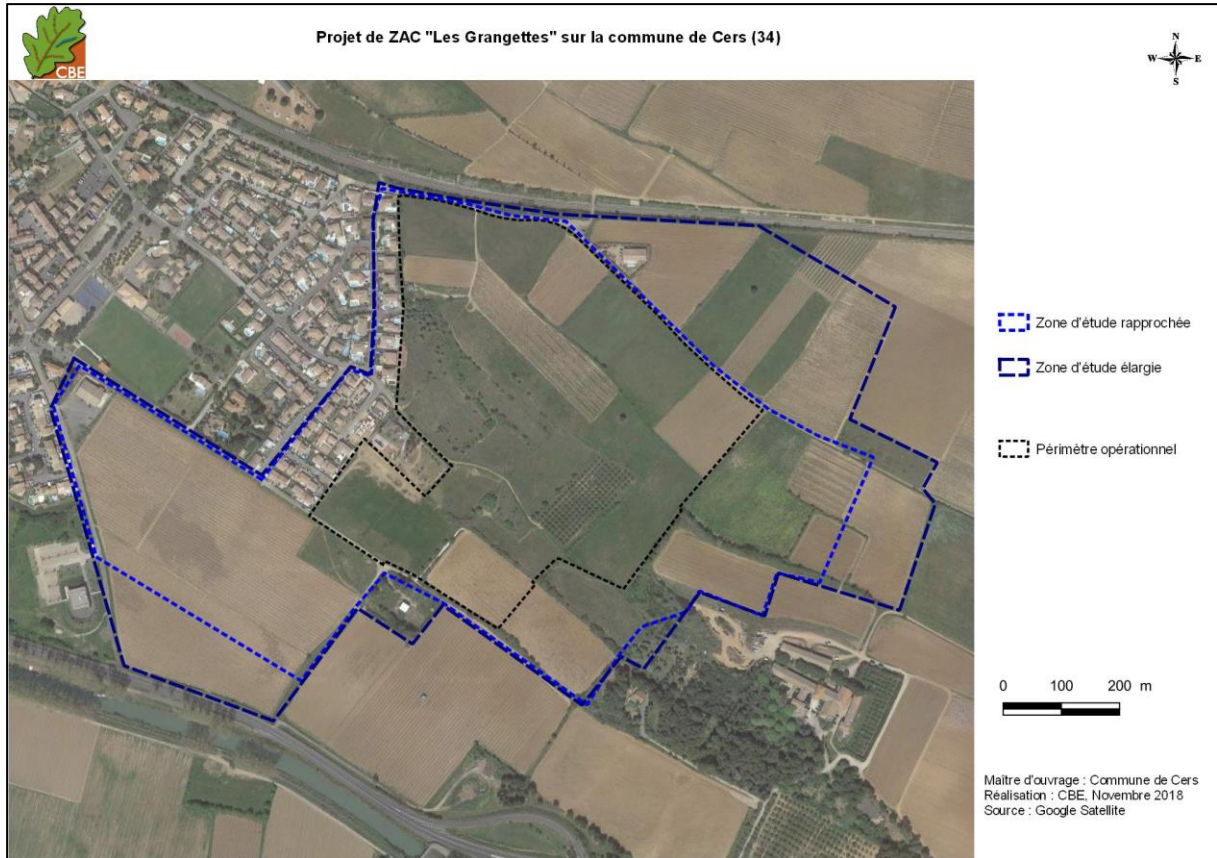 CBE
Projet de ZAC "Les Grangettes" sur la commune de Cers (34)
N
W E
S
Zone d'étude rapprochée
Zone d'étude élargie
Périmètre opérationnel
0 100 200 m
Maître d'ouvrage : Commune de Cers
Réalisation : CBE, Novembre 2018
Source : Google Satellite